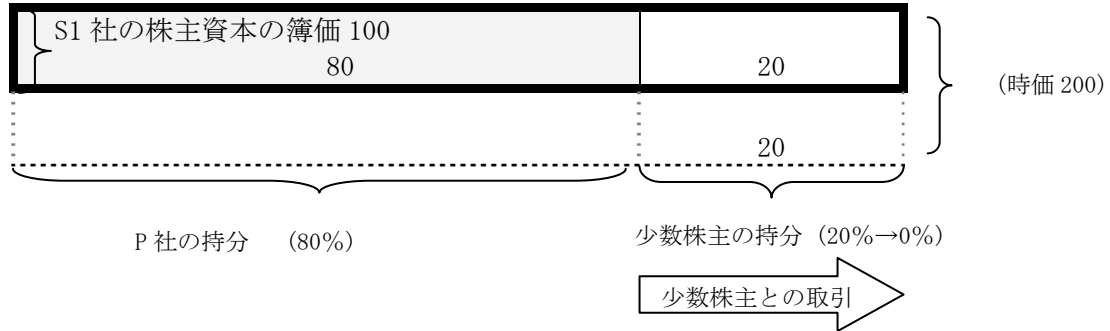 S1 社の株主資本の簿価 100
80
20
(時価 200)
20
P 社の持分 (80%)
少数株主の持分 (20%→0%)
少数株主との取引